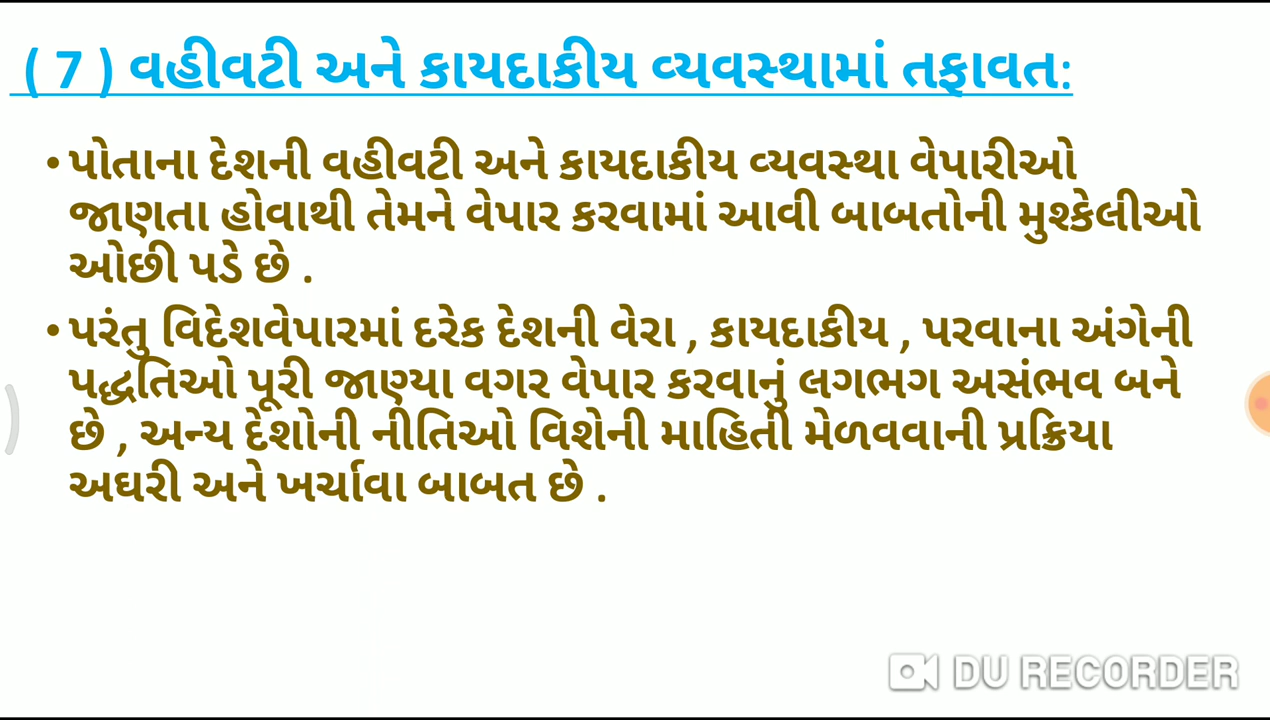 ( 7 ) વહીવટી અને કાયદાકીય વ્યવસ્થામાં તફાવત:
• પોતાના દેશની વહીવટી અને કાયદાકીય વ્યવસ્થા વેપારીઓ
જાણતા હોવાથી તેમને વેપાર કરવામાં આવી બાબતોની મુશ્કેલીઓ
ઓછી પડે છે .
• પરંતુ વિદેશવેપારમાં દરેક દેશની વેરા , કાયદાકીય , પરવાના અંગેની
પદ્ધતિઓ પૂરી જાણ્યા વગર વેપાર કરવાનું લગભગ અસંભવ બને
છે , અન્ય દેશોની નીતિઓ વિશેની માહિતી મેળવવાની પ્રક્રિયા
અઘરી અને ખર્ચાવા બાબત છે .
DU RECORDER